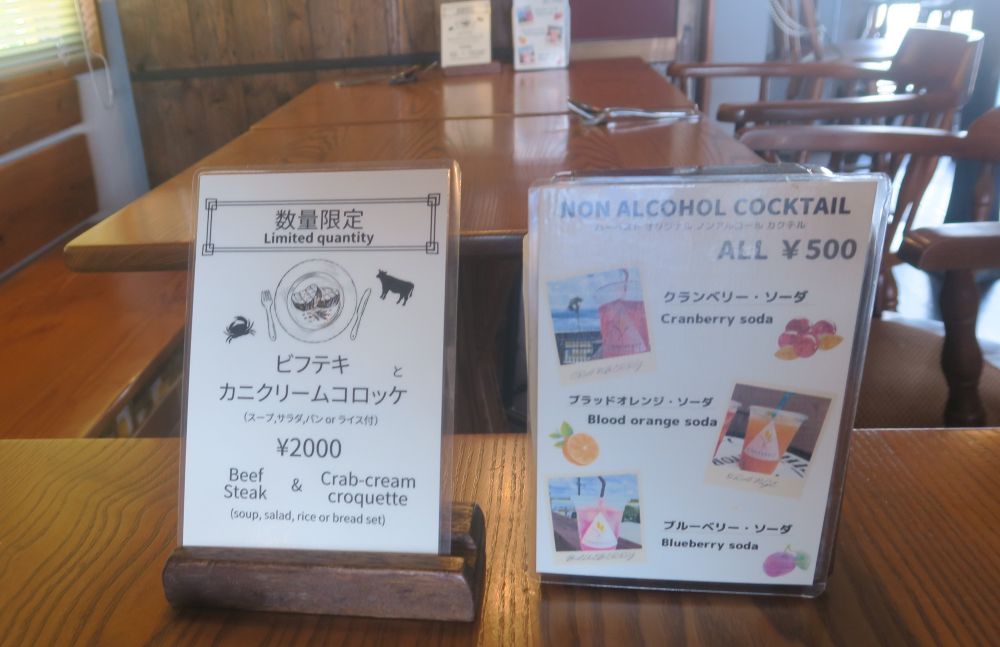 数量限定
Limited quantity
ビフテキ と
カニクリームコロッケ
(スープ,サラダ,パン or ライス付)
¥2000
Beef Steak & Crab-cream croquette
(soup, salad, rice or bread set)
NON ALCOHOL COCKTAIL
ハーベスト オリジナル ノンアルコール カクテル
ALL ¥500
クランベリー・ソーダ
Cranberry soda
ブラッドオレンジ・ソーダ
Blood orange soda
ブルーベリー・ソーダ
Blueberry soda